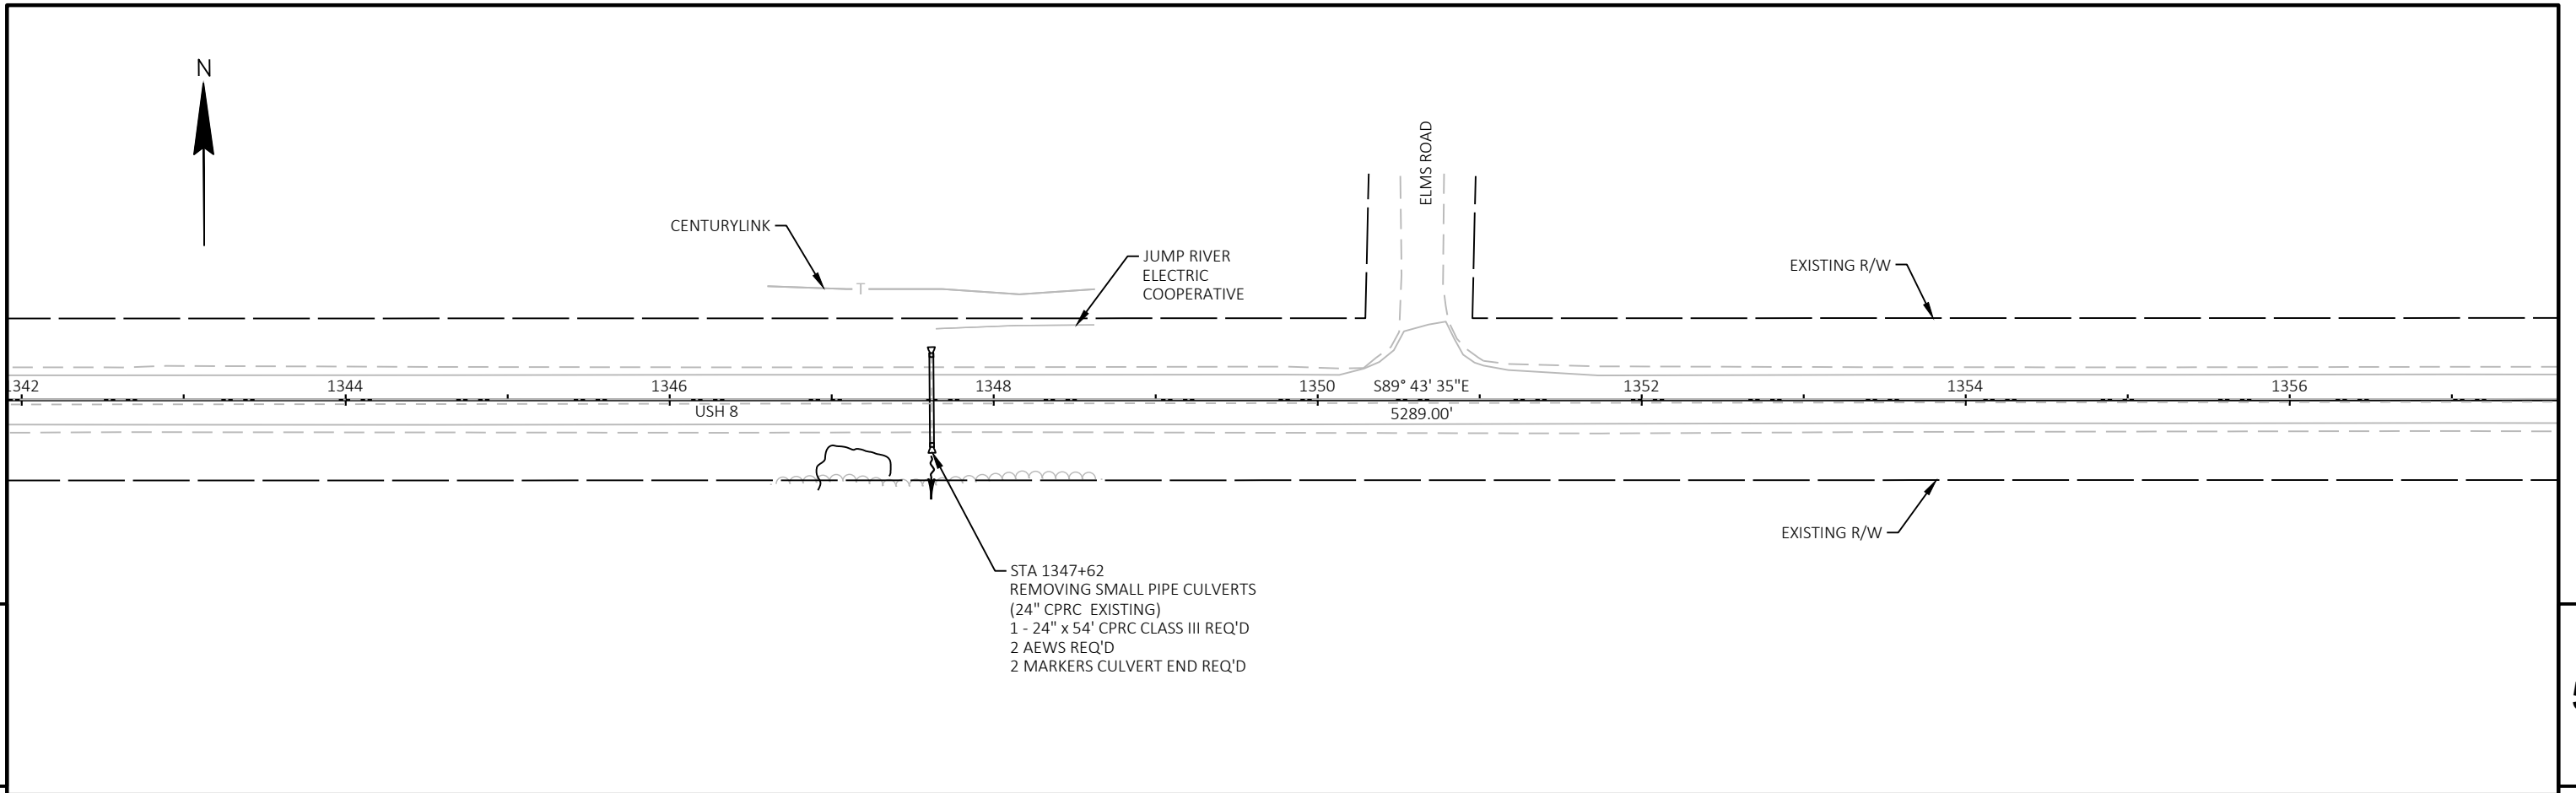 N
ELMS ROAD
CENTURYLINK
JUMP RIVER
ELECTRIC
COOPERATIVE
EXISTING R/W
T
1342 1344 1346 1348 1350 S89° 43' 35"E 1352 1354 1356
USH 8 5289.00'
EXISTING R/W
STA 1347+62
REMOVING SMALL PIPE CULVERTS
(24" CPRC EXISTING)
1 - 24" x 54' CPRC CLASS III REQ'D
2 AEWS REQ'D
2 MARKERS CULVERT END REQ'D